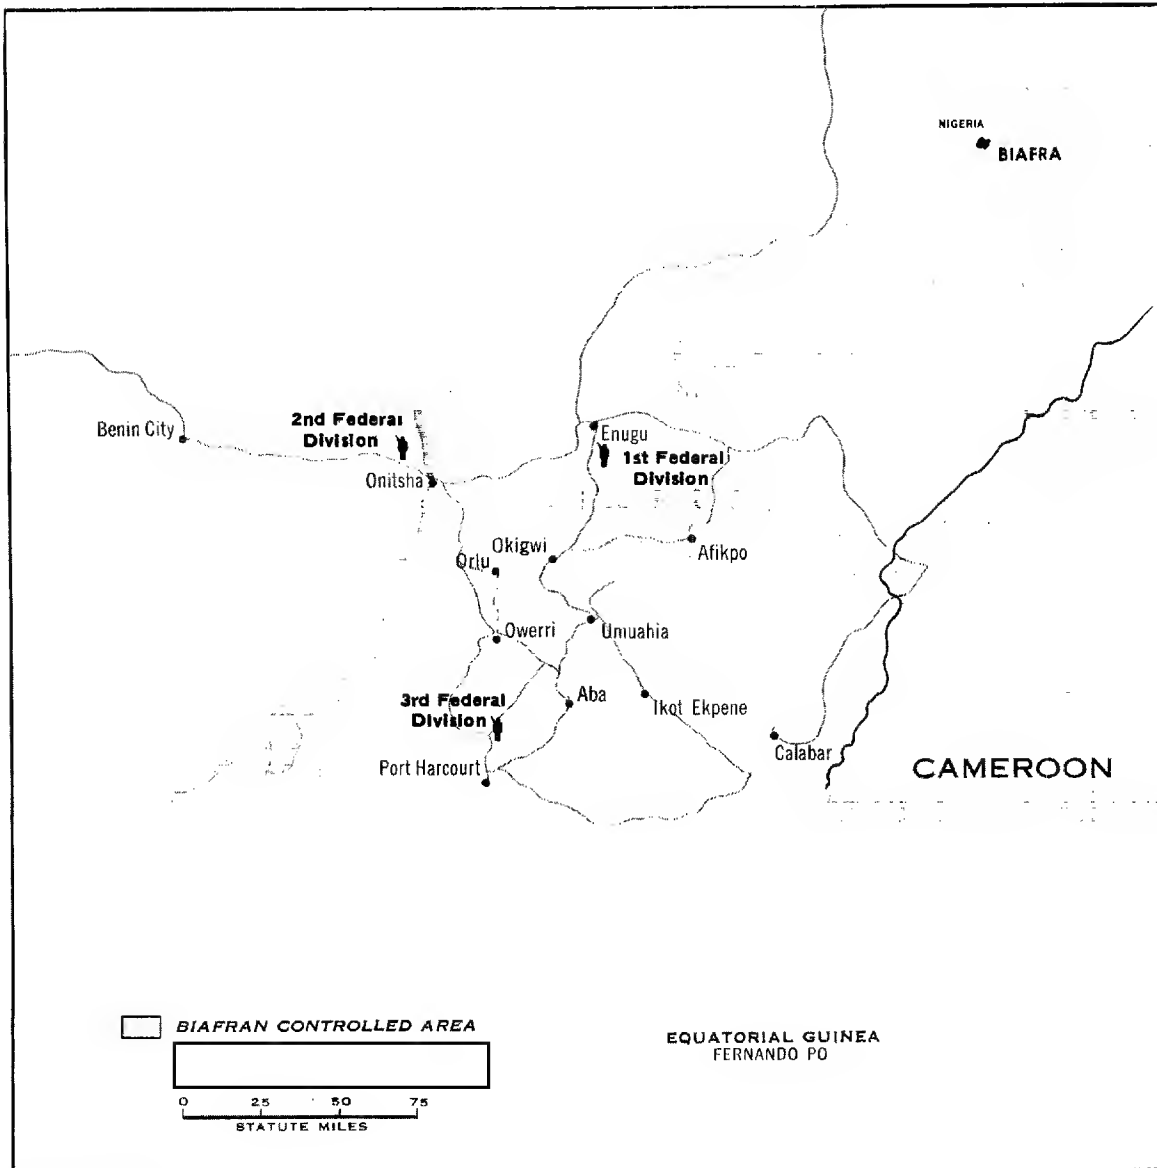 NIGERIA
BIAFRA
Benin City
2nd Federal
Division
Onitsha
Enugu
1st Federal
Division
Okigwi
Orlu
Afikpo
Owerri
Umuahia
3rd Federal
Division
Aba
Ikot Ekpene
Port Harcourt
Calabar
CAMEROON
BIAFRAN CONTROLLED AREA
EQUATORIAL GUINEA
FERNANDO PO
0 25 50 75
STATUTE MILES